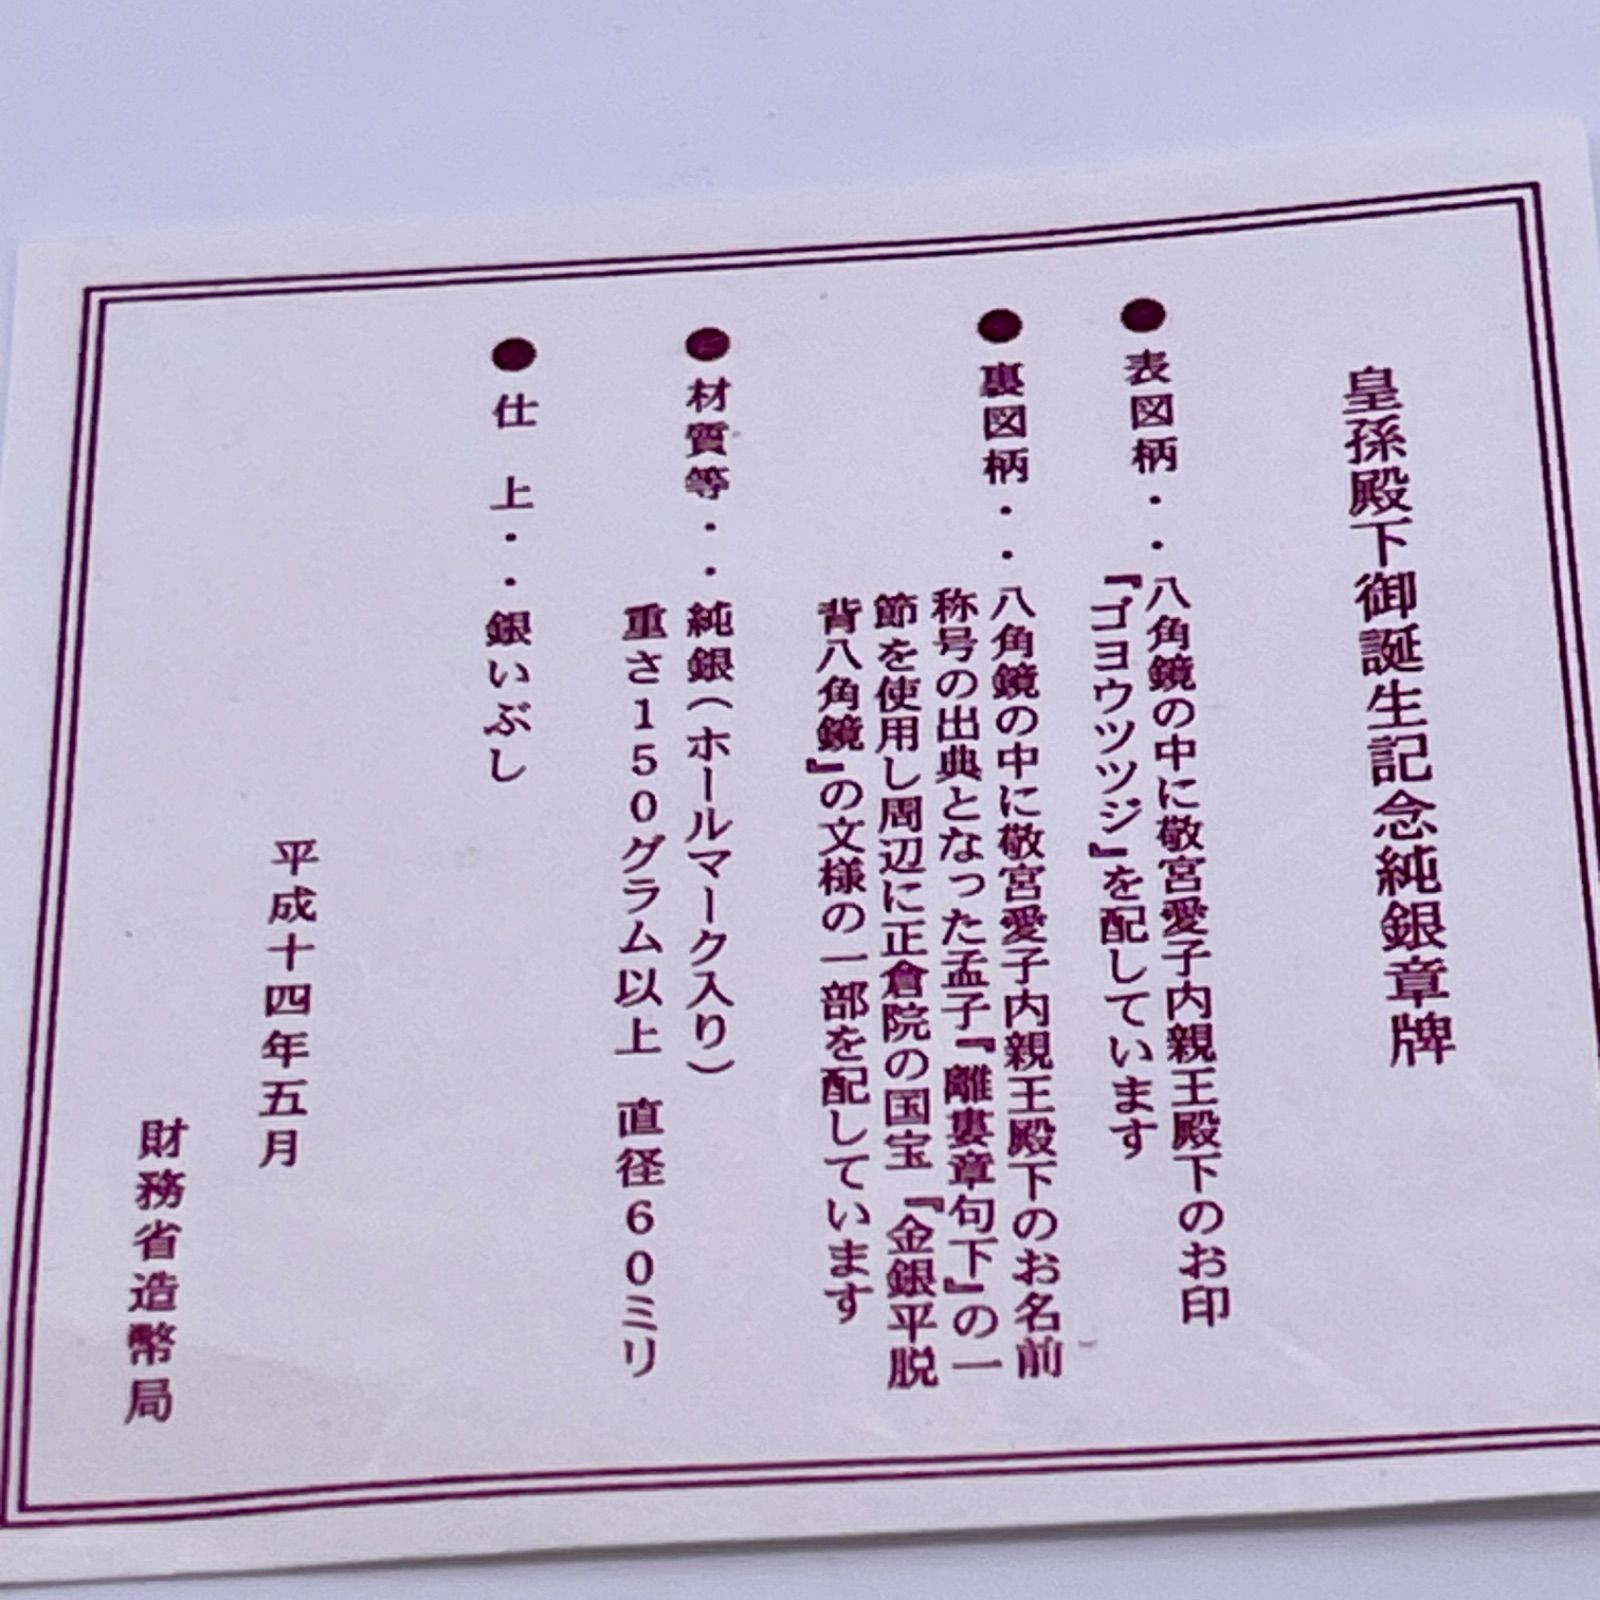 皇孫殿下御誕生記念純銀章牌
●表図柄・・八角鏡の中に敬宮愛子内親王殿下のお印
『ゴヨウツツジ』を配しています
●裏図柄・・八角鏡の中に敬宮愛子内親王殿下のお名前
称号の出典となった孟子『離婁章句下』の一
節を使用し周辺に正倉院の国宝『金銀平脱
背八角鏡』の文様の一部を配しています
●材質等・・純銀（ホールマーク入り）
重さ150グラム以上 直径60ミリ
●仕 上・・銀いぶし
平成十四年五月
財務省造幣局